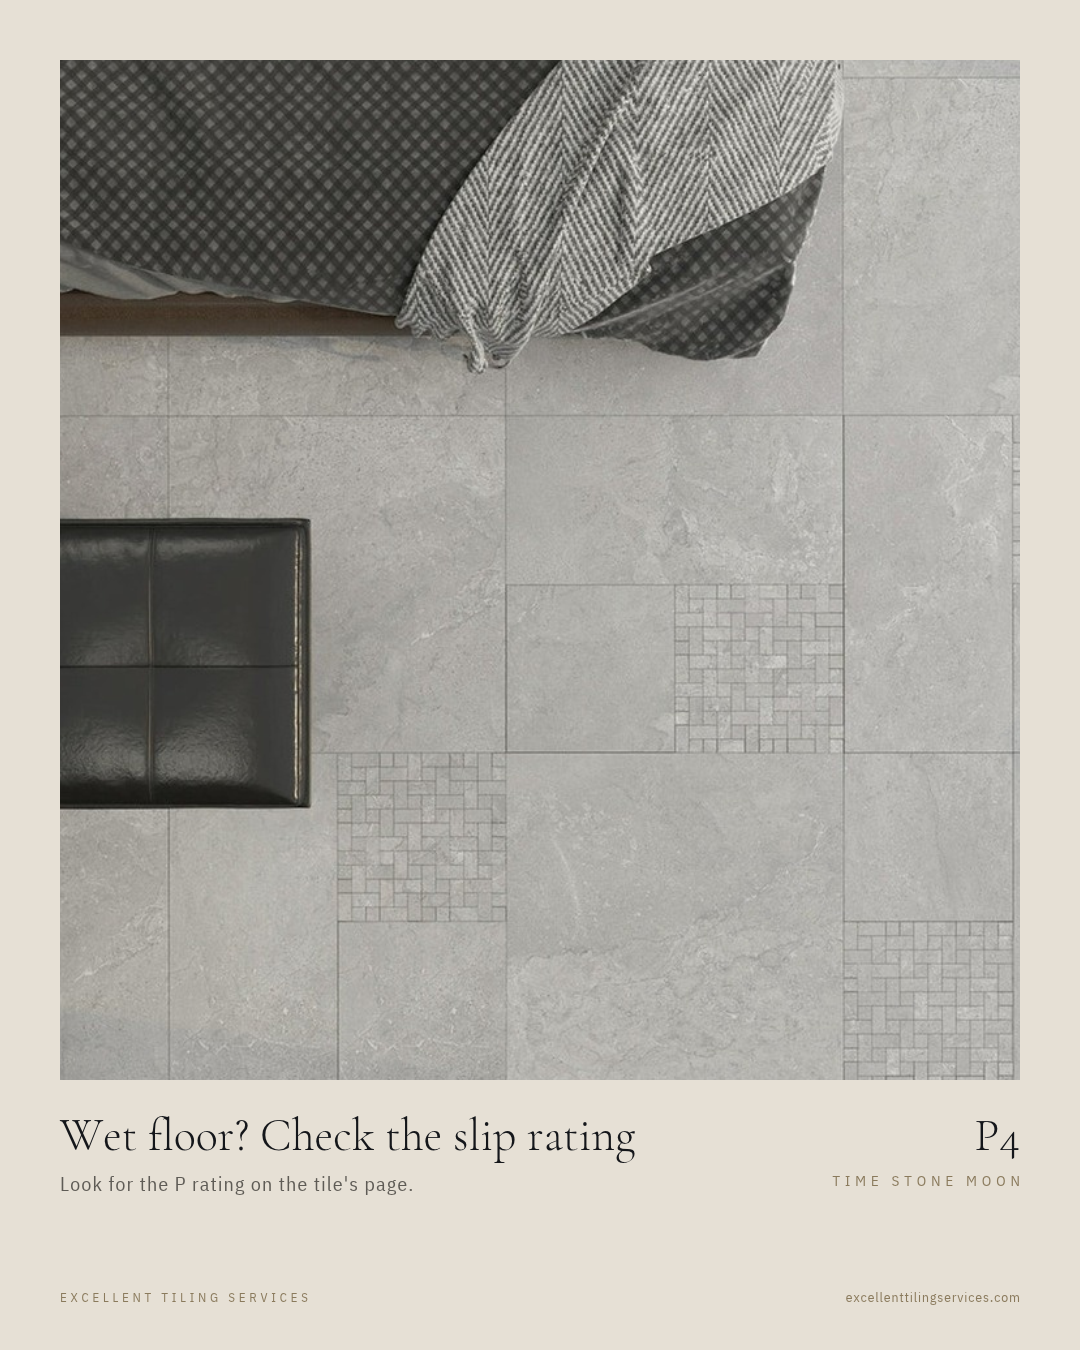 Wet floor? Check the slip rating
P4
Look for the P rating on the tile's page.
TIME STONE MOON
EXCELLENT TILING SERVICES
excellenttilingservices.com